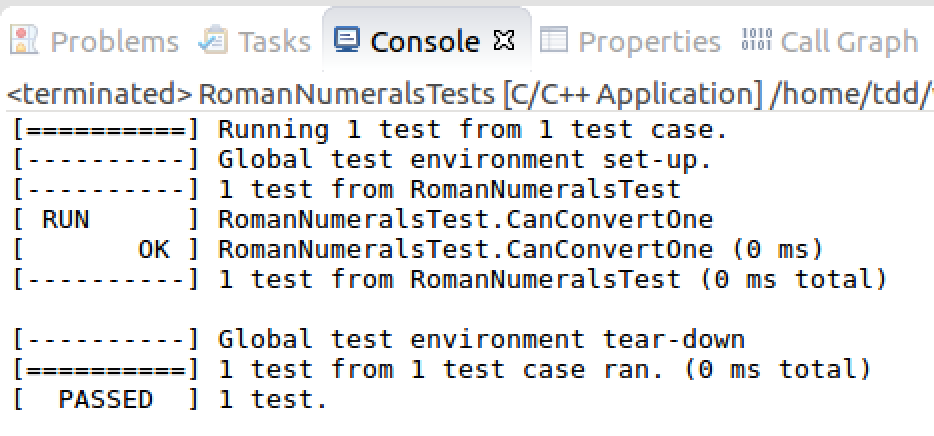 Problems Tasks Console Properties 1010 0101 Call Graph
<terminated> RomanNumeralsTests [C/C++ Application] /home/tdd/
[==========] Running 1 test from 1 test case.
[----------] Global test environment set-up.
[----------] 1 test from RomanNumeralsTest
[ RUN      ] RomanNumeralsTest.CanConvertOne
[       OK ] RomanNumeralsTest.CanConvertOne (0 ms)
[----------] 1 test from RomanNumeralsTest (0 ms total)

[----------] Global test environment tear-down
[==========] 1 test from 1 test case ran. (0 ms total)
[  PASSED  ] 1 test.